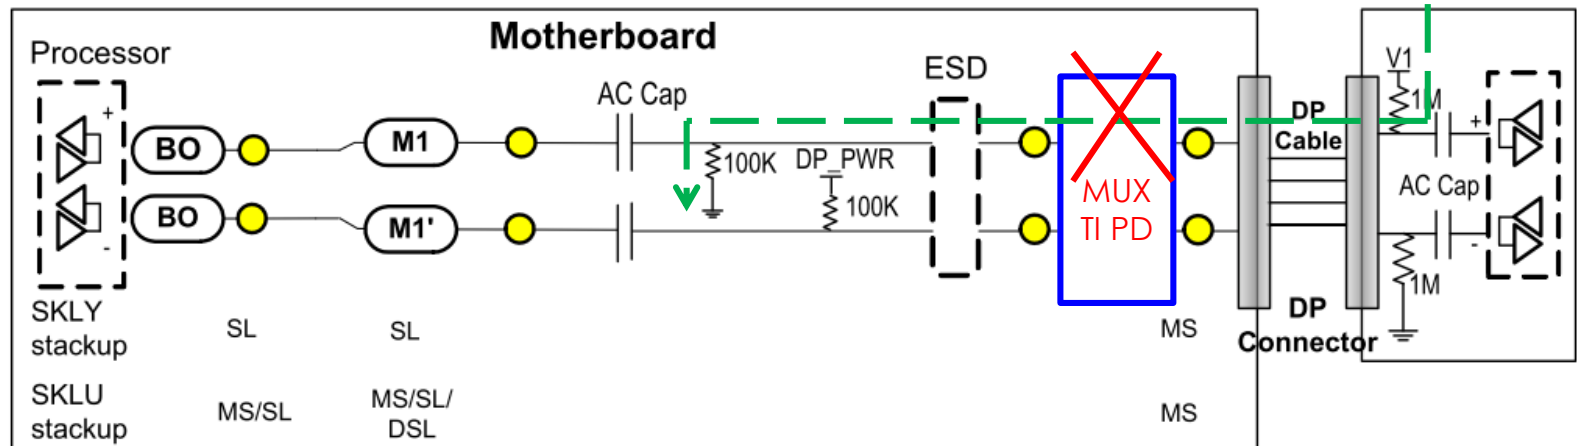 Motherboard
Processor
ESD
V1
AC Cap
1M
DP
Cable
+
+
BO
M1
100K
DP_PWR
MUX
TI PD
AC Cap
BO
M1'
100K
-
-
1M
SKLY
stackup
SL
SL
MS
DP
Connector
SKLU
stackup
MS/SL
MS/SL/
DSL
MS